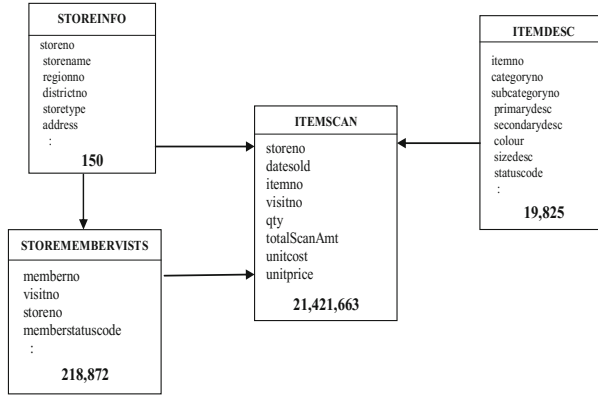 STOREINFO
storeno
storename
regionno
districtno
storetype
address
:
150
STOREMEMBERVISTS
memberno
visitno
storeno
memberstatuscode
:
218,872
ITEMSCAN
storeno
datesold
itemno
visitno
qty
totalScanAmt
unitcost
unitprice
21,421,663
ITEMDESC
itemno
categoryno
subcategoryno
primarydesc
secondarydesc
colour
sizedesc
statuscode
:
19,825